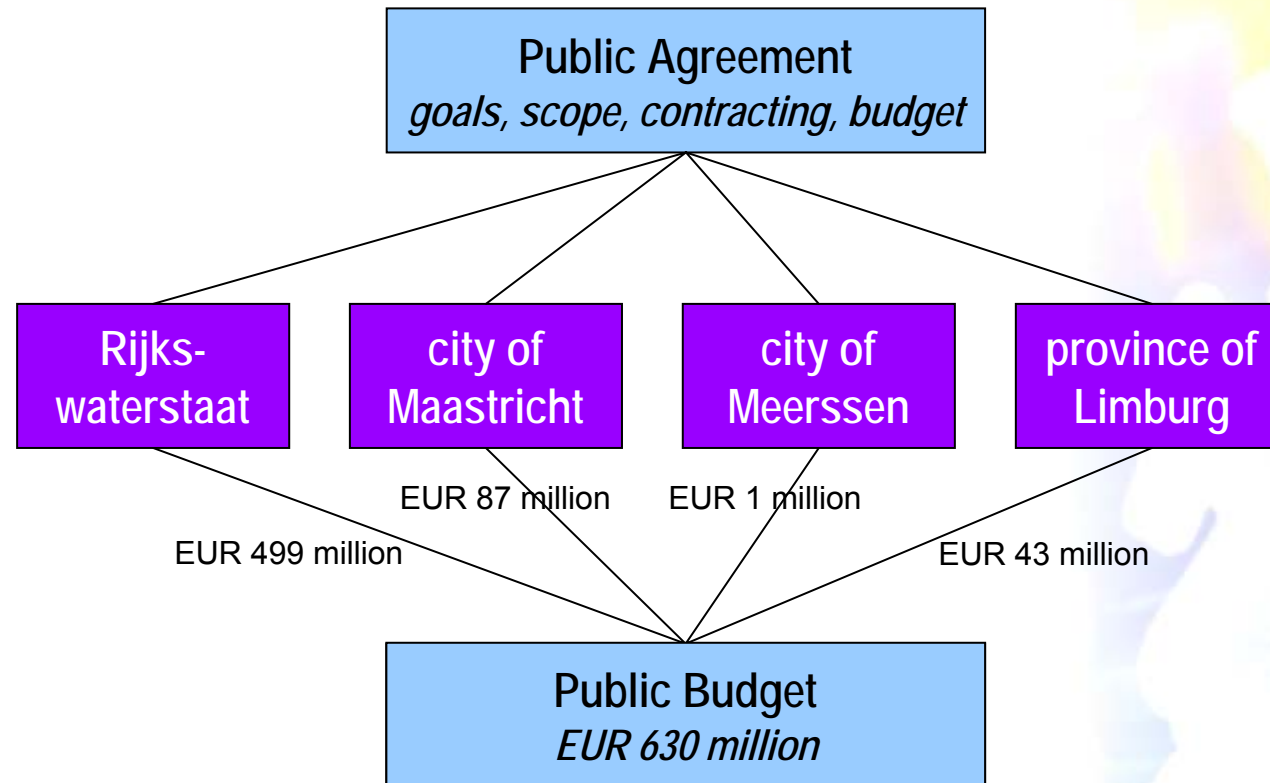 Public Agreement
goals, scope, contracting, budget
Rijks-
waterstaat
city of
Maastricht
city of
Meerssen
province of
Limburg
EUR 87 million
EUR 1 million
EUR 499 million
EUR 43 million
Public Budget
EUR 630 million